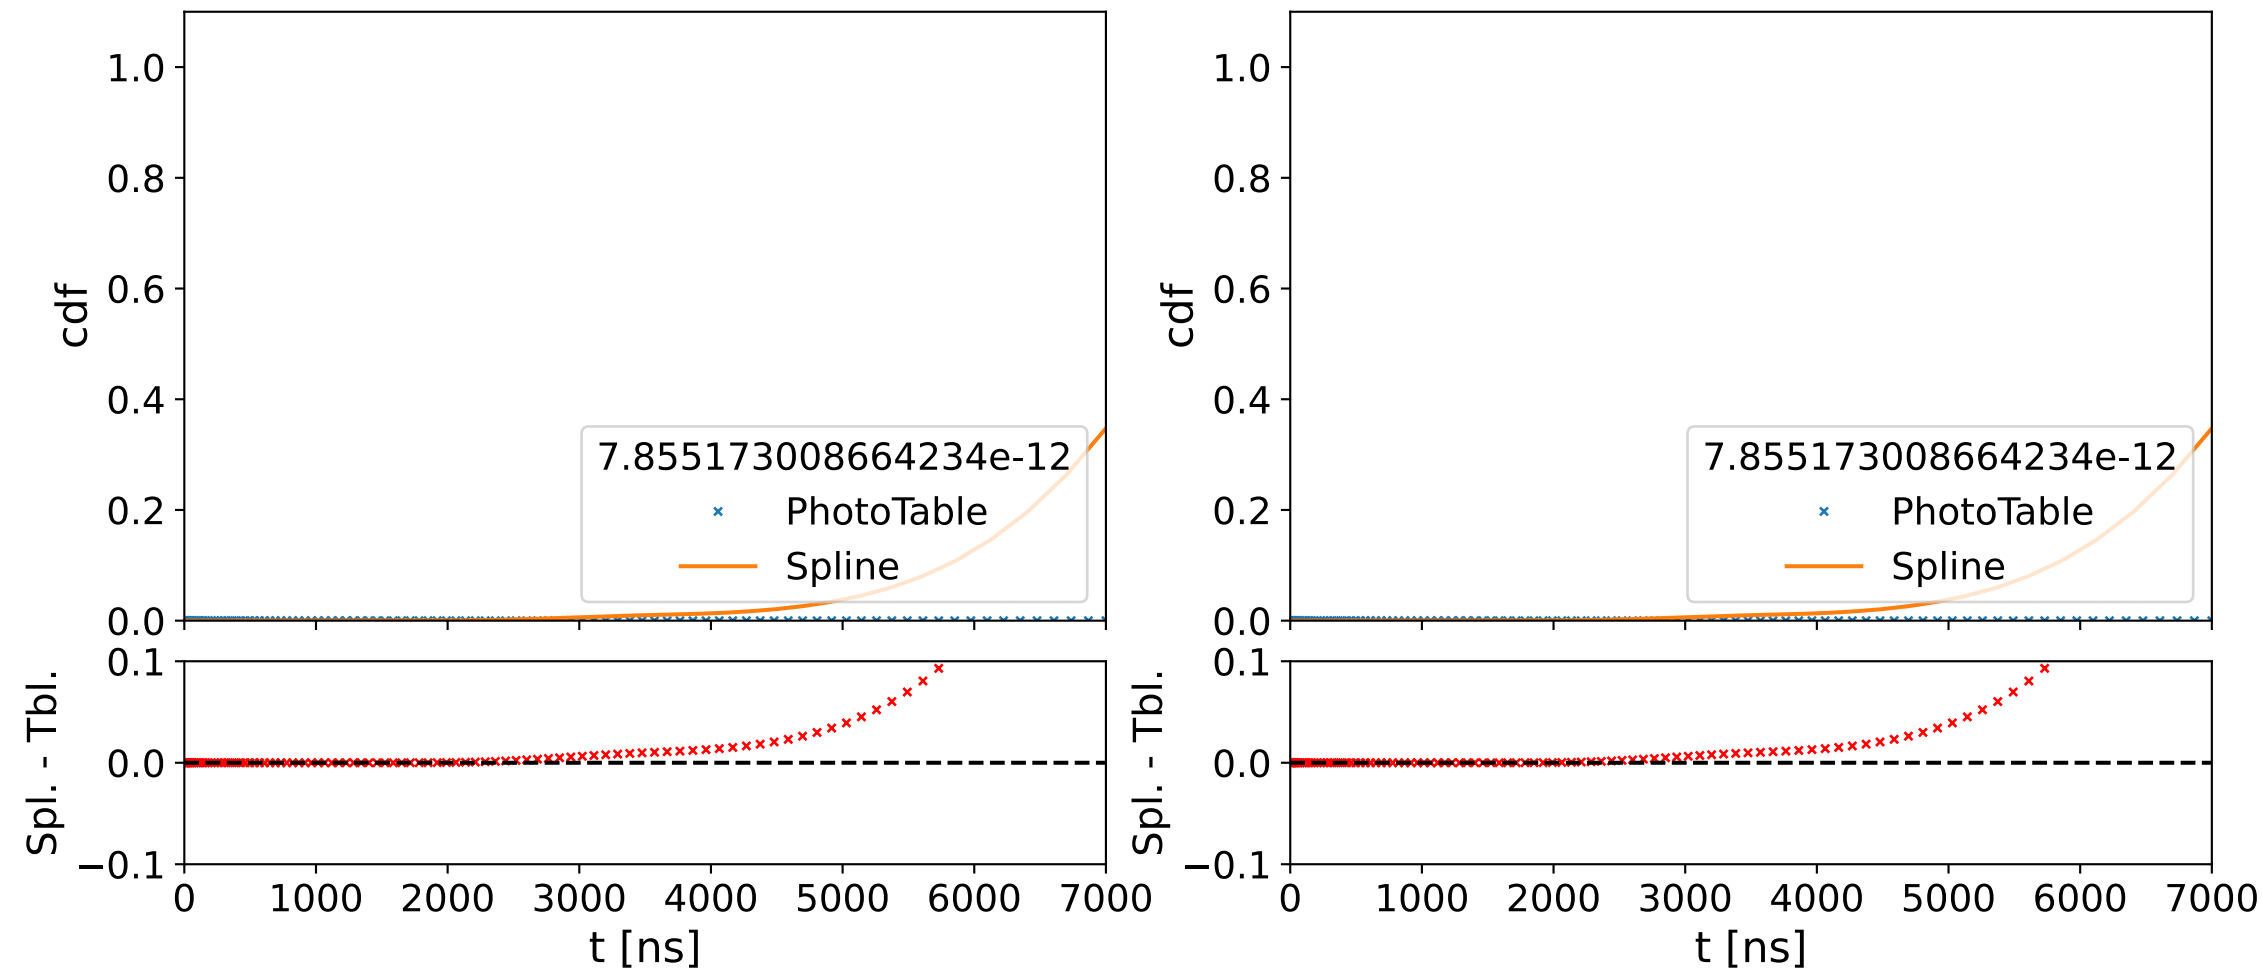 1.0
0.8
0.6
0.4
0.2
0.0
cdf
7.855173008664234e-12
PhotoTable
Spline
0.1
0.0
−0.1
Spl. - Tbl.
0
1000
2000
3000
4000
5000
6000
7000
t [ns]
1.0
0.8
0.6
0.4
0.2
0.0
cdf
7.855173008664234e-12
PhotoTable
Spline
0.1
0.0
−0.1
Spl. - Tbl.
0
1000
2000
3000
4000
5000
6000
7000
t [ns]